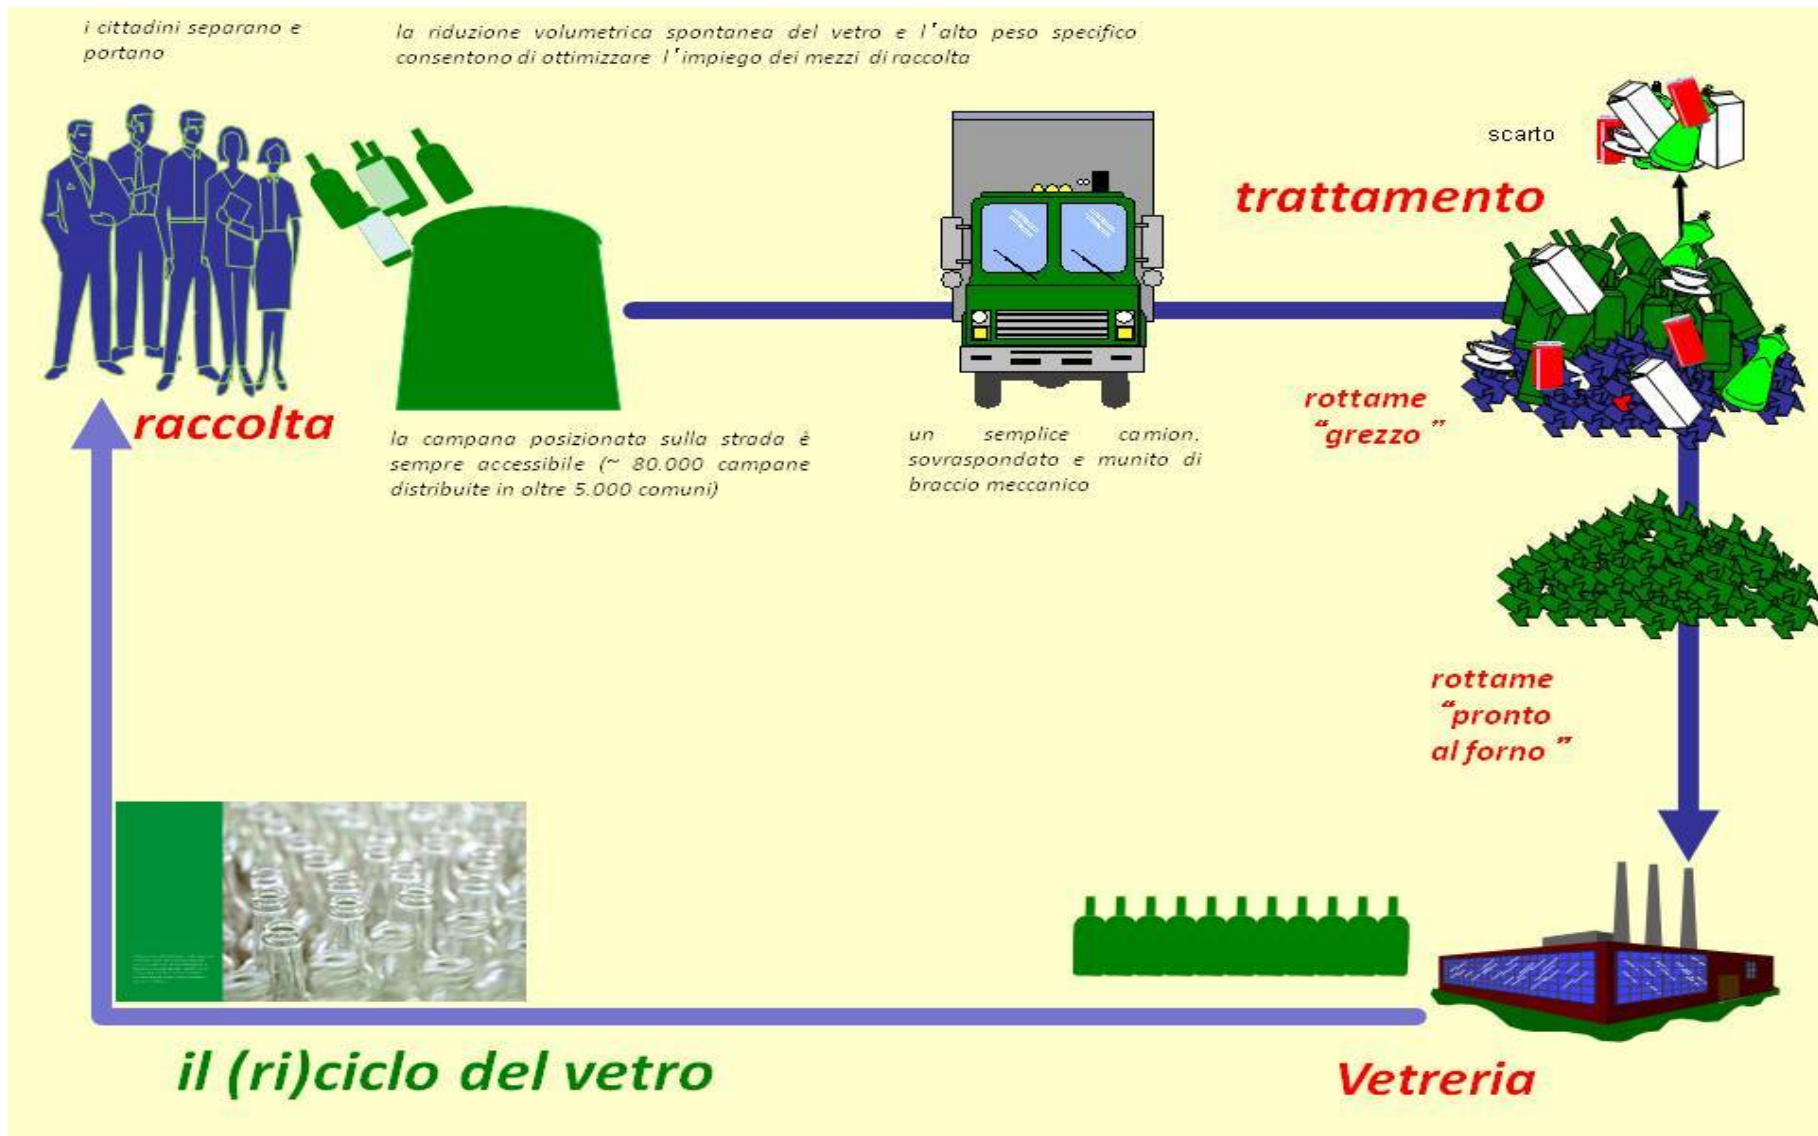 i cittadini separano e
portano
la riduzione volumetrica spontanea del vetro e l'alto peso specifico
consentono di ottimizzare l'impiego dei mezzi di raccolta
scarto
trattamento
raccolta
la campana posizionata sulla strada è
sempre accessibile (~ 80.000 campane
distribuite in oltre 5.000 comuni)
un semplice camion,
sovraspondato e munito di
braccio meccanico
rottame
“grezzo”
rottame
“pronto
al forno”
il (ri)ciclo del vetro
Vetreria